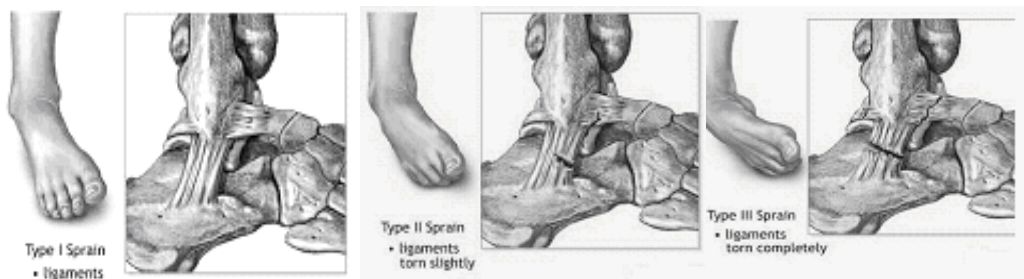 Type I Sprain
• ligaments
Type II Sprain
• ligaments
torn slightly
Type III Sprain
• ligaments
torn completely